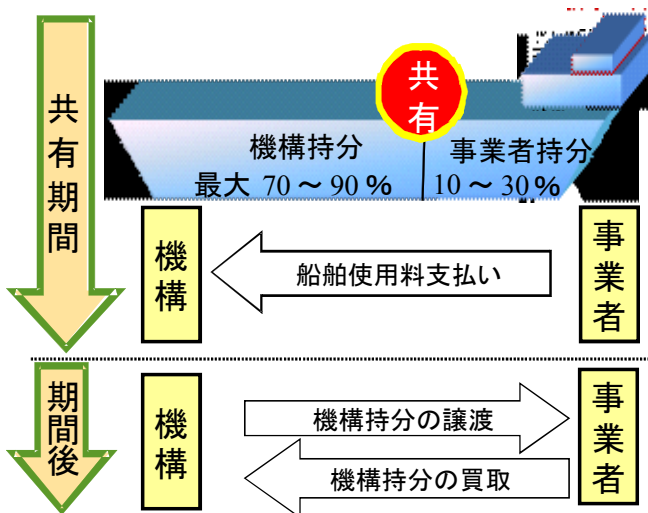 共有
機構持分
最大 70～90%
事業者持分
10～30%
共有期間
機構
船舶使用料支払い
事業者
期間後
機構
機構持分の譲渡
機構持分の買取
事業者